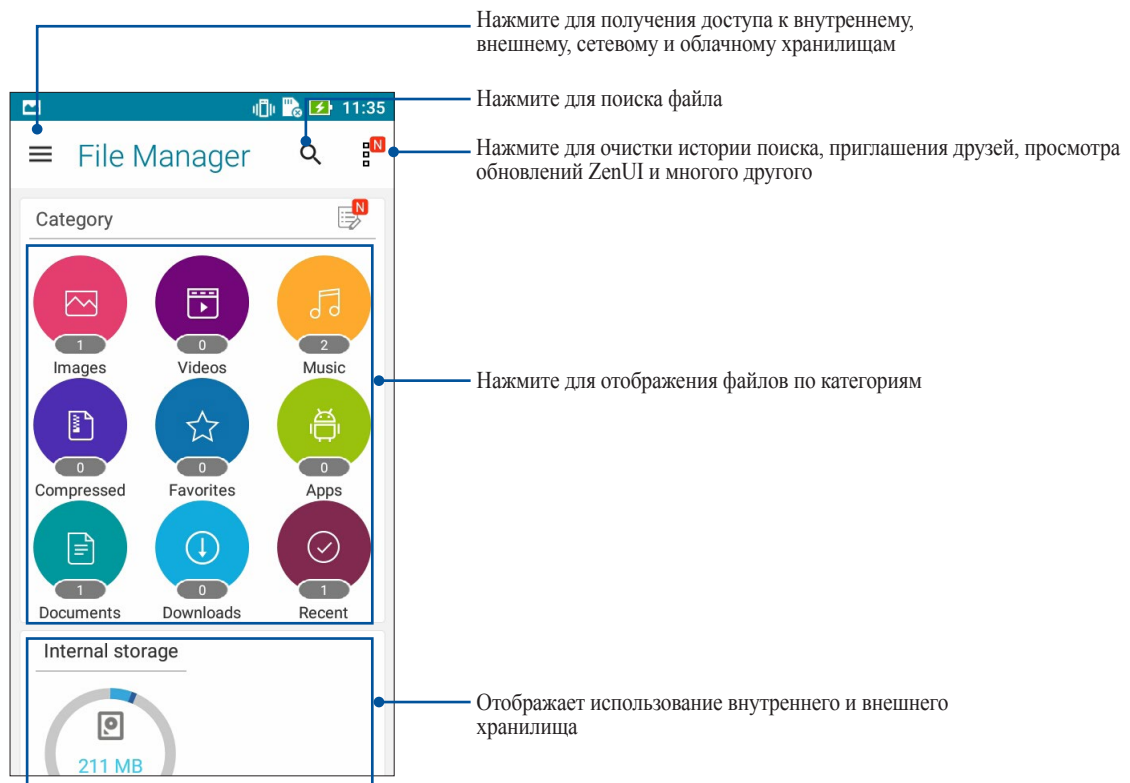 Нажмите для получения доступа к внутреннему,
внешнему, сетевому и облачному хранилищам
Нажмите для поиска файла
11:35
File Manager
N
Нажмите для очистки истории поиска, приглашения друзей, просмотра
обновлений ZenUI и многого другого
Category
N
1
0
2
Images
Videos
Music
Нажмите для отображения файлов по категориям
0
0
0
Compressed
Favorites
Apps
1
0
1
Documents
Downloads
Recent
Internal storage
Отображает использование внутреннего и внешнего
хранилища
211 MB